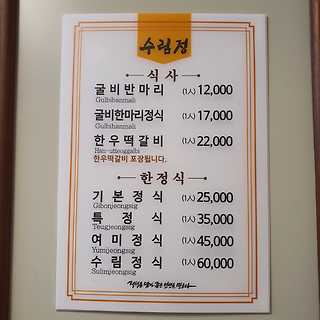 수림정
식사
굴비반마리 (1人) 12,000
Gulbibanmali
굴비한마리정식 (1人) 17,000
Gulbihanmali
한우떡갈비 (1人) 22,000
Han-utteoggalbi
한우떡갈비 포장됩니다.
한정식
기본정식 (1人) 25,000
Gibonjeongsig
특정식 (1人) 35,000
Teugjeongsig
여미정식 (1人) 45,000
Yumijeongsig
수림정식 (1人) 60,000
Sulimjeongsig